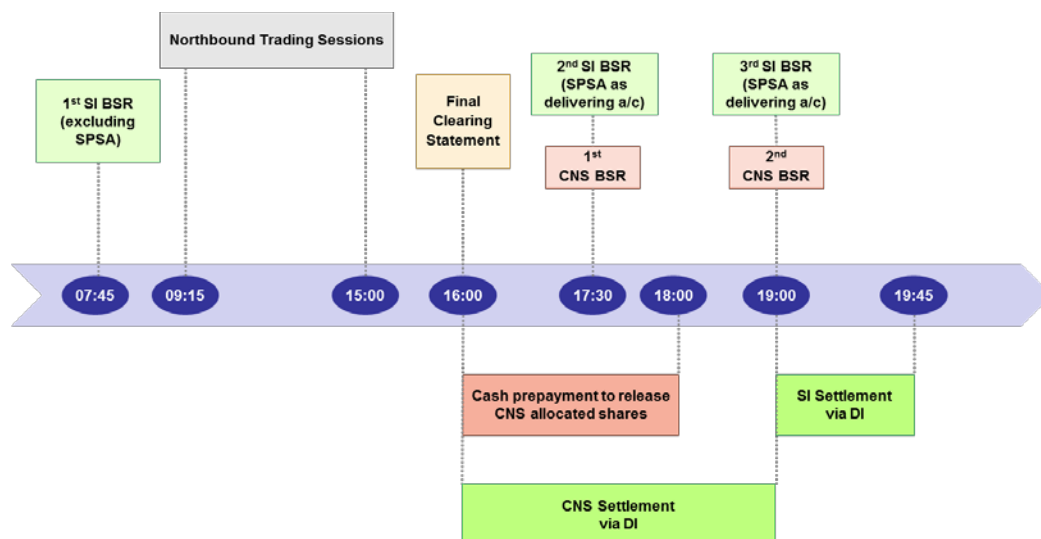 Northbound Trading Sessions
1st SI BSR
(excluding
SPSA)
Final
Clearing
Statement
2nd SI BSR
(SPSA as
delivering a/c)
1st
CNS BSR
3rd SI BSR
(SPSA as
delivering a/c)
2nd
CNS BSR
07:45
09:15
15:00
16:00
17:30
18:00
19:00
19:45
Cash prepayment to release
CNS allocated shares
SI Settlement
via DI
CNS Settlement
via DI